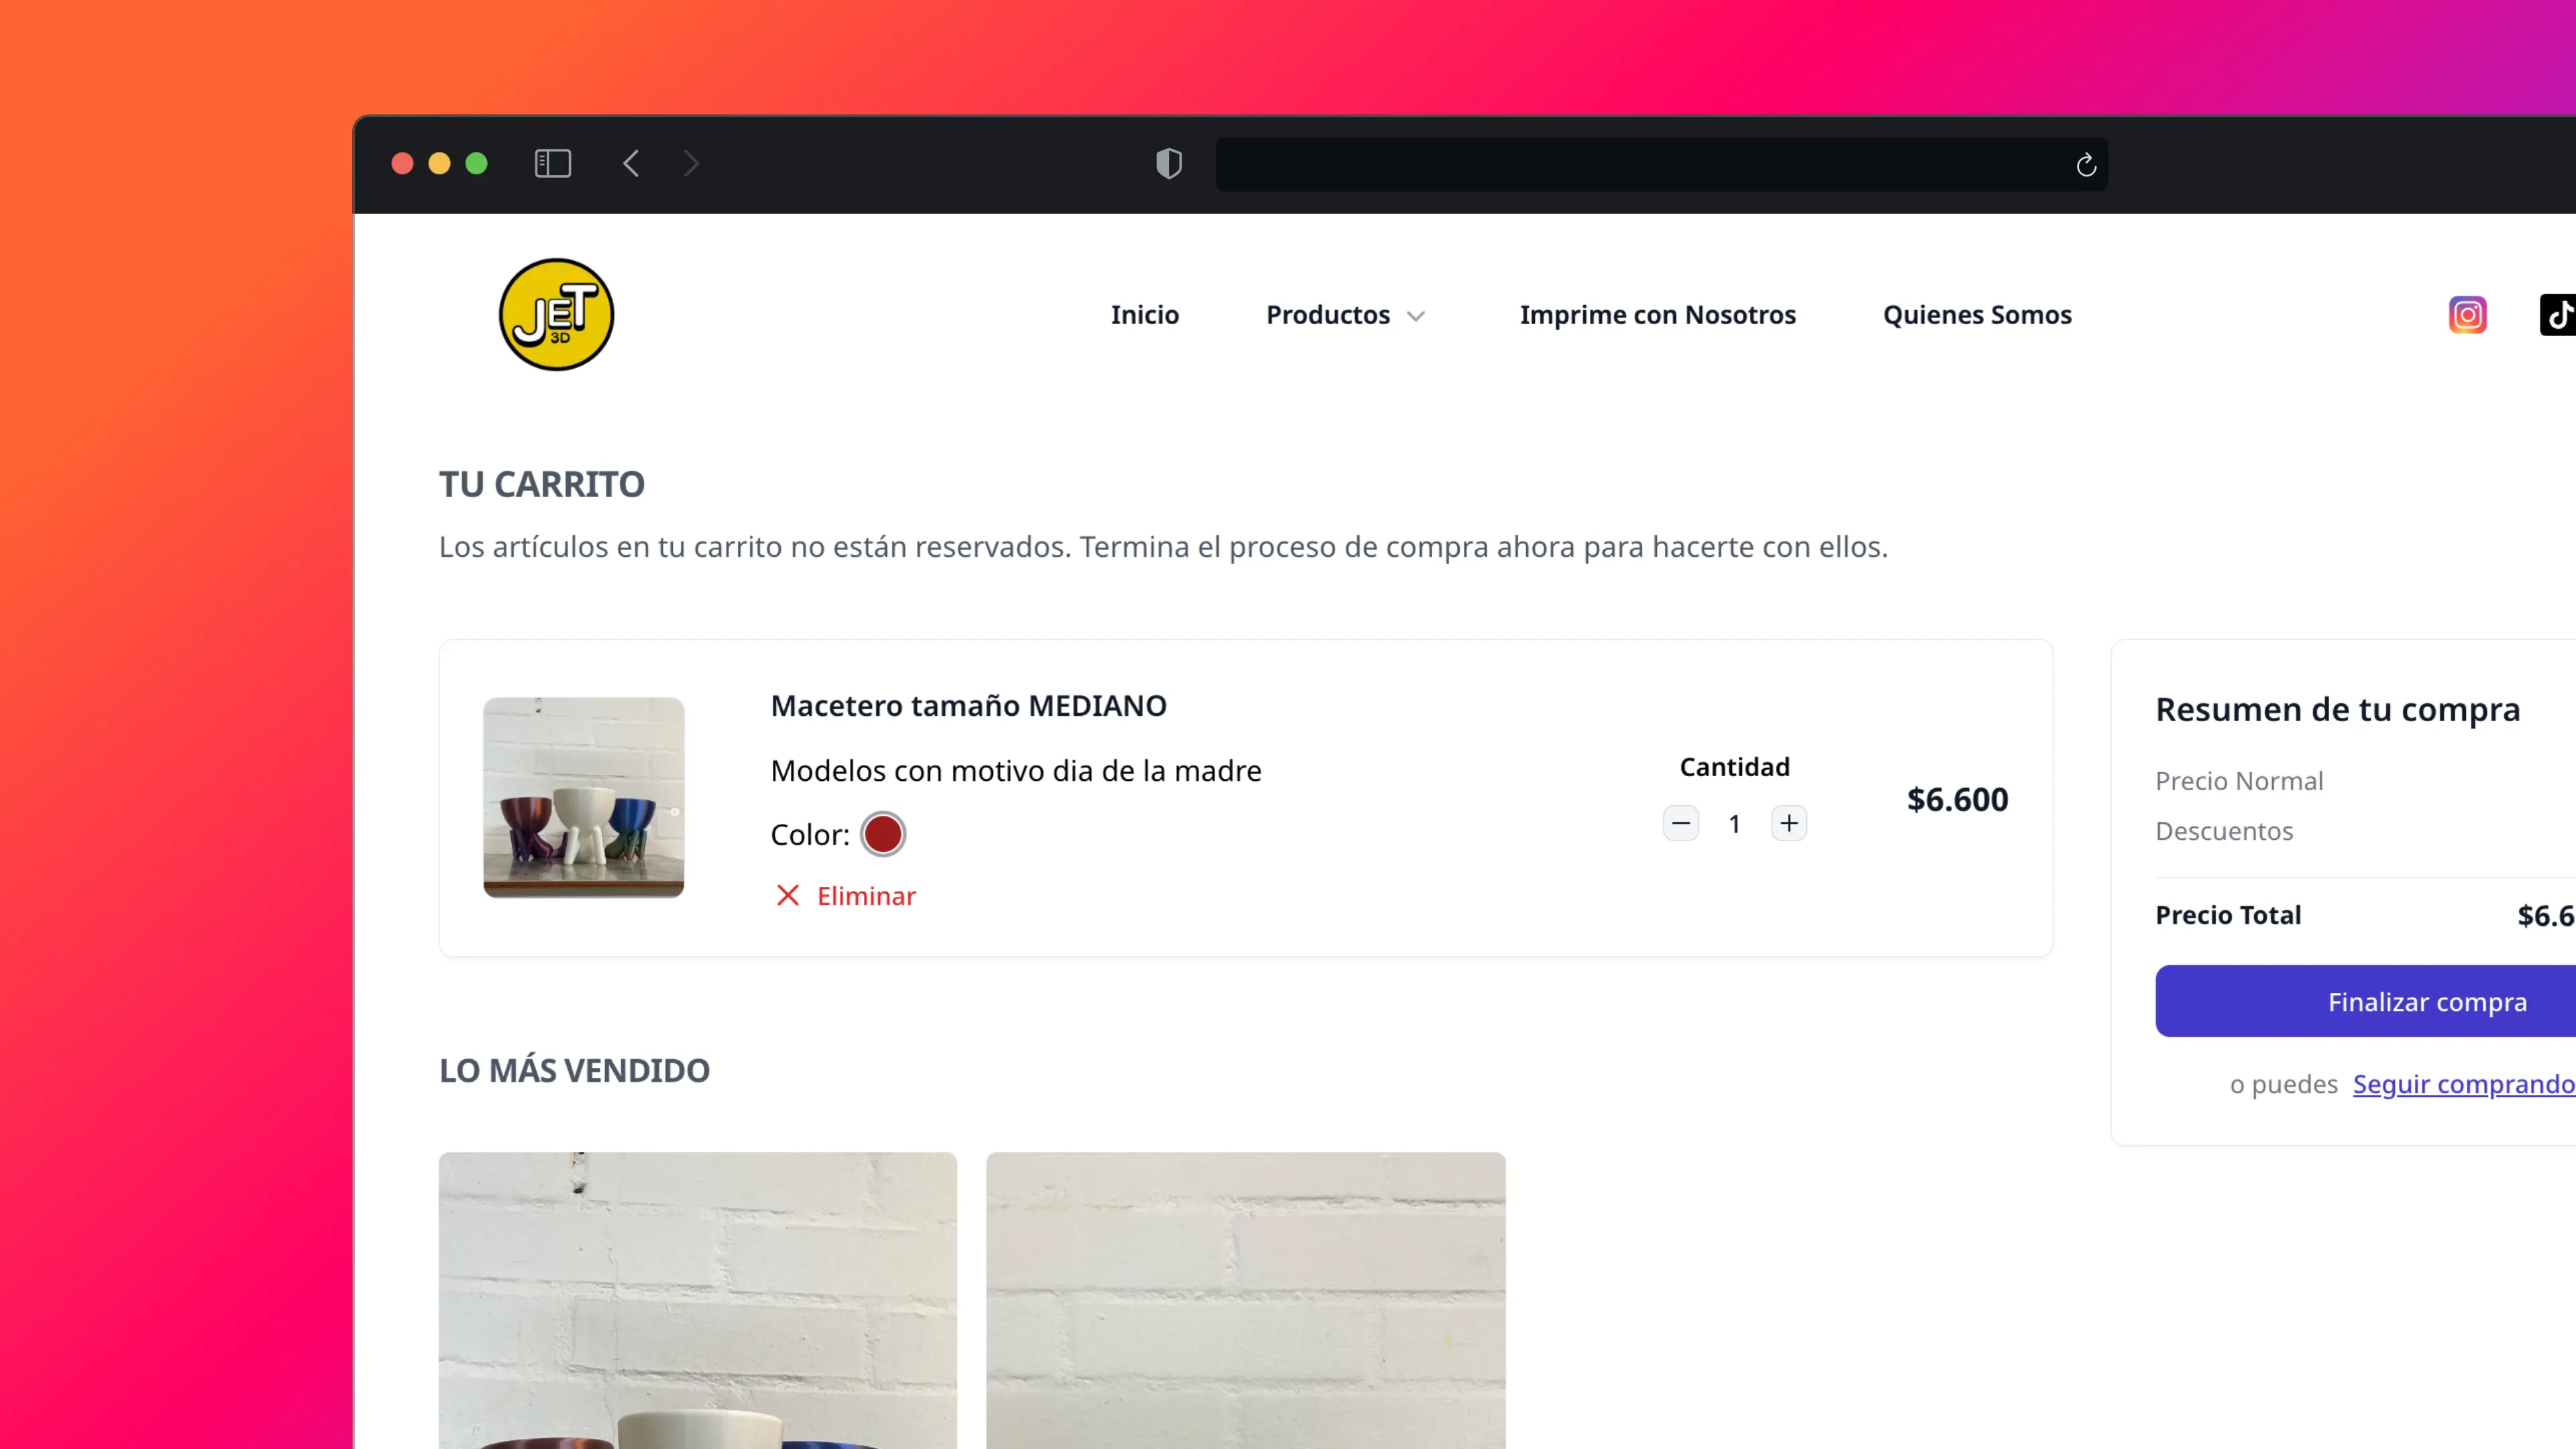 JET
3D
Inicio
Productos
Imprime con Nosotros
Quienes Somos
TU CARRITO
Los artículos en tu carrito no están reservados. Termina el proceso de compra ahora para hacerte con ellos.
Macetero tamaño MEDIANO
Modelos con motivo dia de la madre
Color:
Eliminar
Cantidad
1
$6.600
Resumen de tu compra
Precio Normal
Descuentos
Precio Total
$6.6
Finalizar compra
o puedes Seguir comprando
LO MÁS VENDIDO